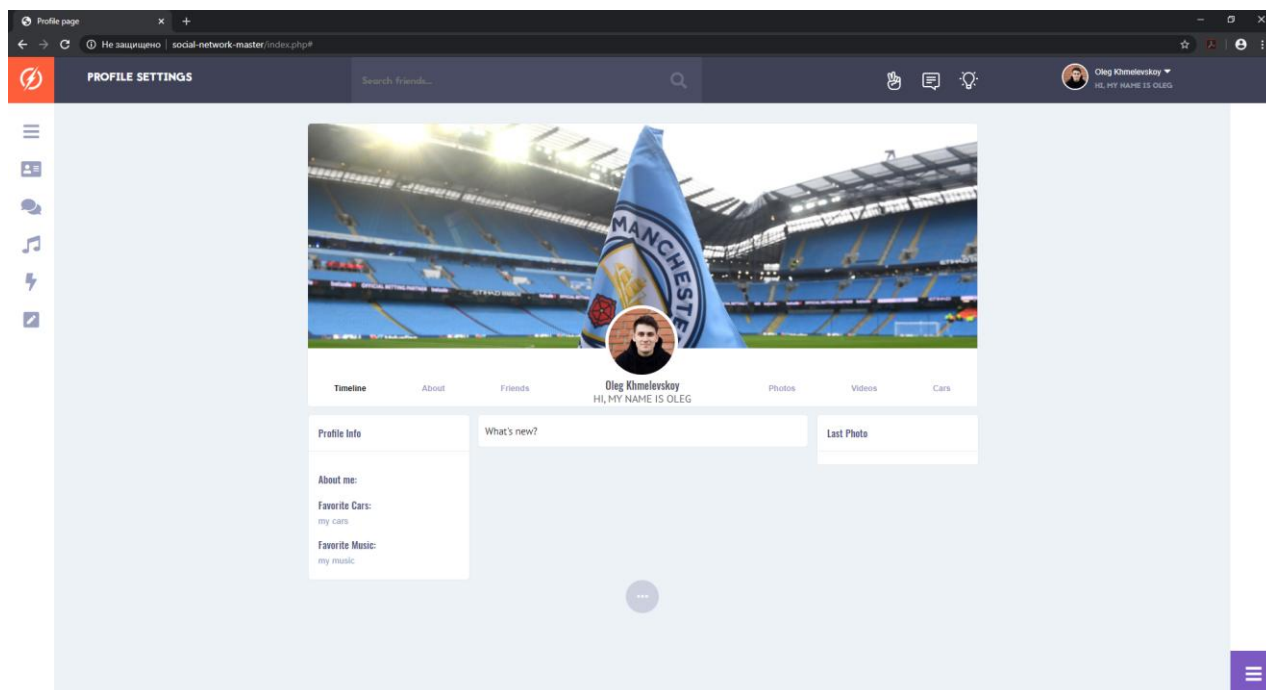 Profile page
Не защищено | social-network-master/index.php#
PROFILE SETTINGS
Search friends...
Oleg Khmelevskoy
HI, MY NAME IS OLEG
MANCHESTER
Timeline
About
Friends
Oleg Khmelevskoy
HI, MY NAME IS OLEG
Photos
Videos
Cars
Profile Info
What's new?
Last Photo
About me:
Favorite Cars:
my cars
Favorite Music:
my music